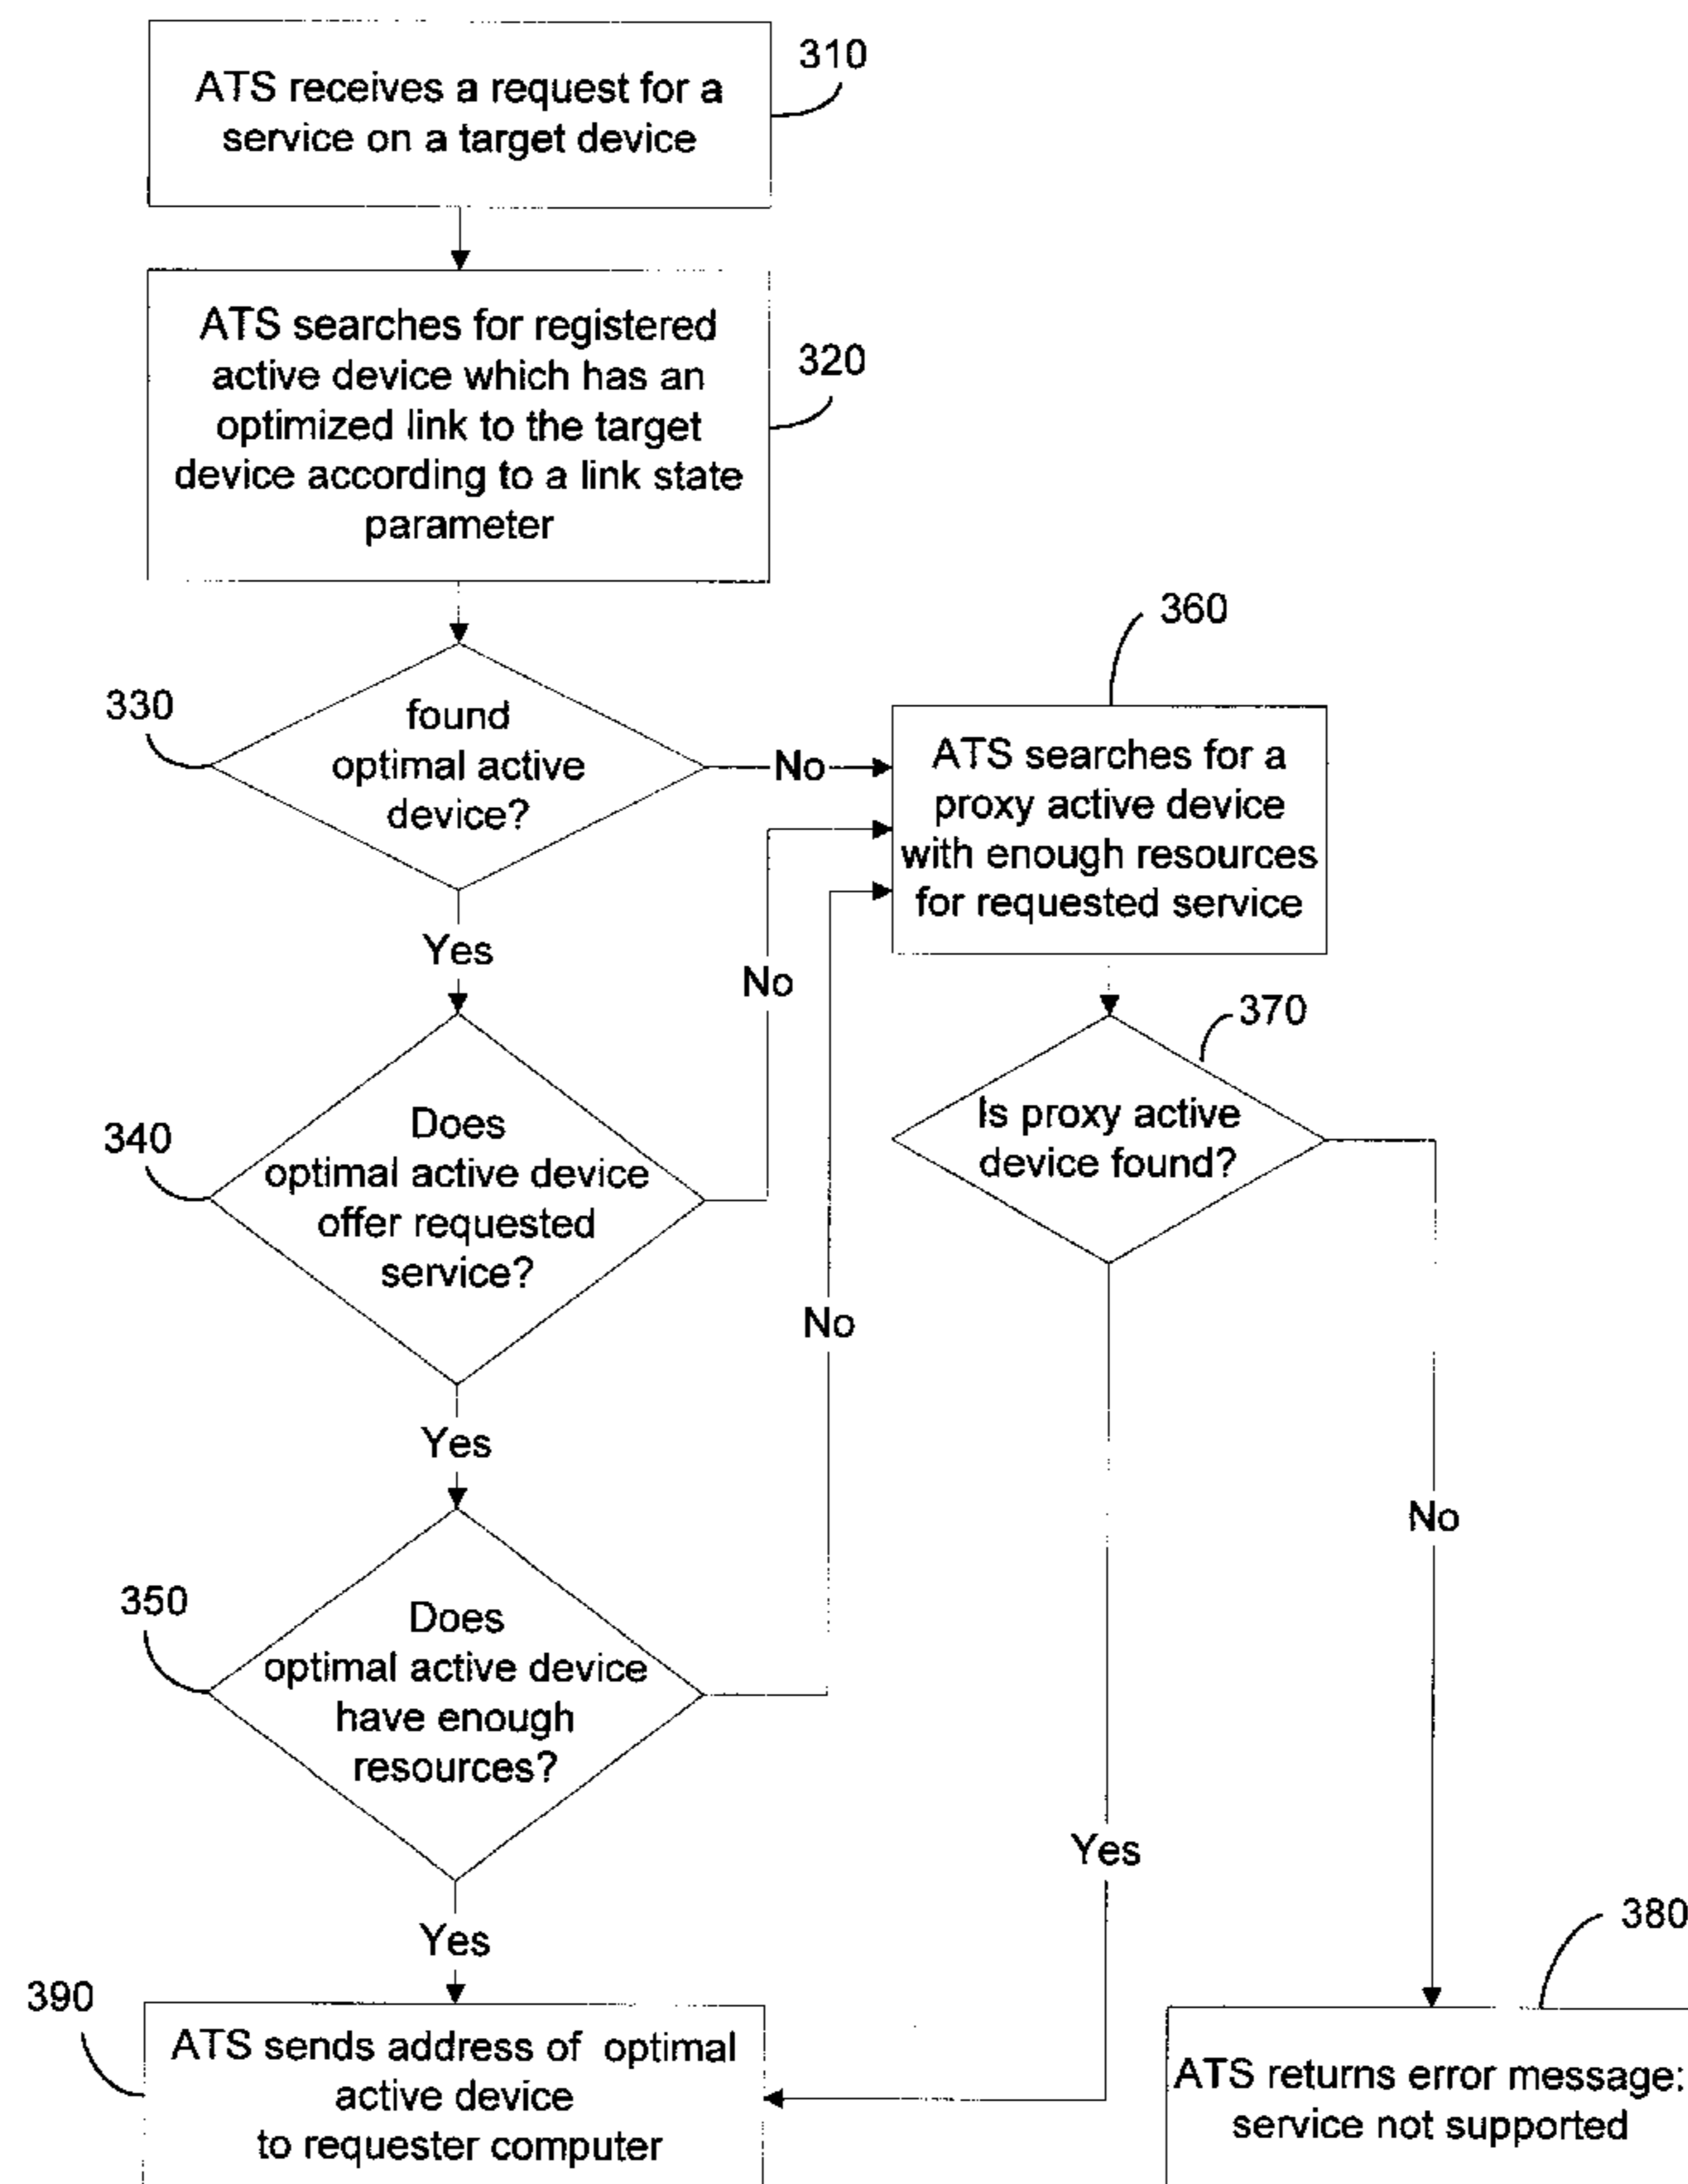 310
ATS receives a request for a
service on a target device
320
ATS searches for registered
active device which has an
optimized link to the target
device according to a link state
parameter
330
found
optimal active
device?
No
Yes
360
ATS searches for a
proxy active device
with enough resources
for requested service
No
340
Does
optimal active device
offer requested
service?
Yes
370
Is proxy active
device found?
No
350
Does
optimal active device
have enough
resources?
Yes
No
Yes
390
ATS sends address of optimal
active device
to requester computer
380
ATS returns error message:
service not supported